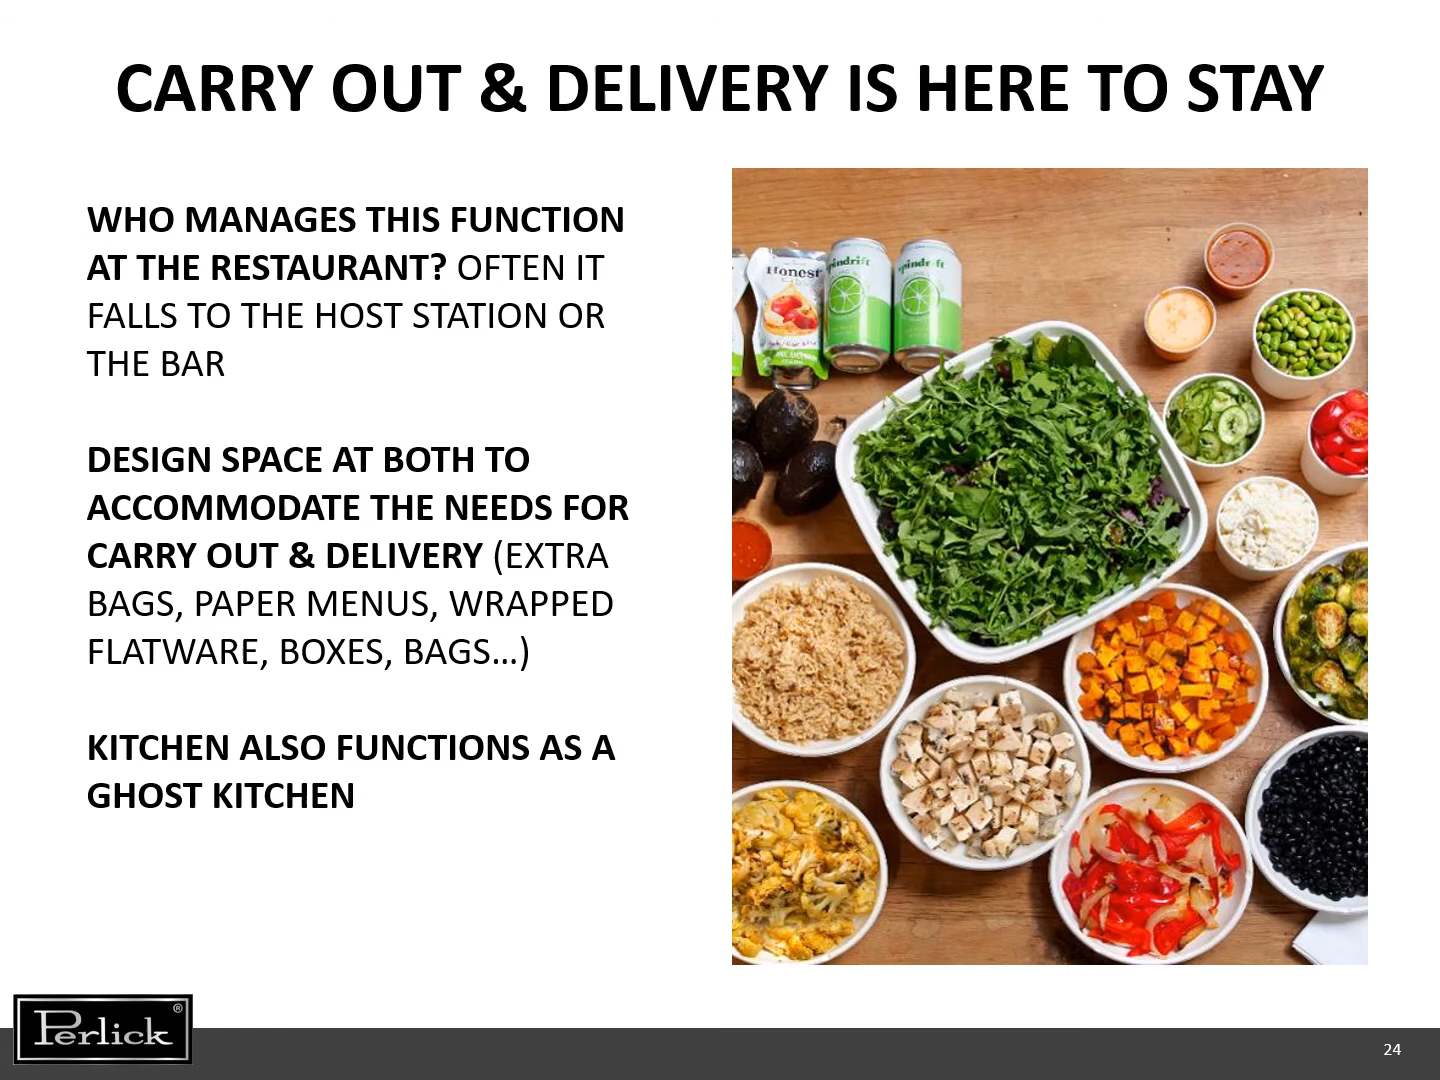 CARRY OUT & DELIVERY IS HERE TO STAY
WHO MANAGES THIS FUNCTION
AT THE RESTAURANT? OFTEN IT
FALLS TO THE HOST STATION OR
THE BAR
DESIGN SPACE AT BOTH TO
ACCOMMODATE THE NEEDS FOR
CARRY OUT & DELIVERY (EXTRA
BAGS, PAPER MENUS, WRAPPED
FLATWARE, BOXES, BAGS…)
KITCHEN ALSO FUNCTIONS AS A
GHOST KITCHEN
Honest
spindrift
spindrift
Perlick®
24